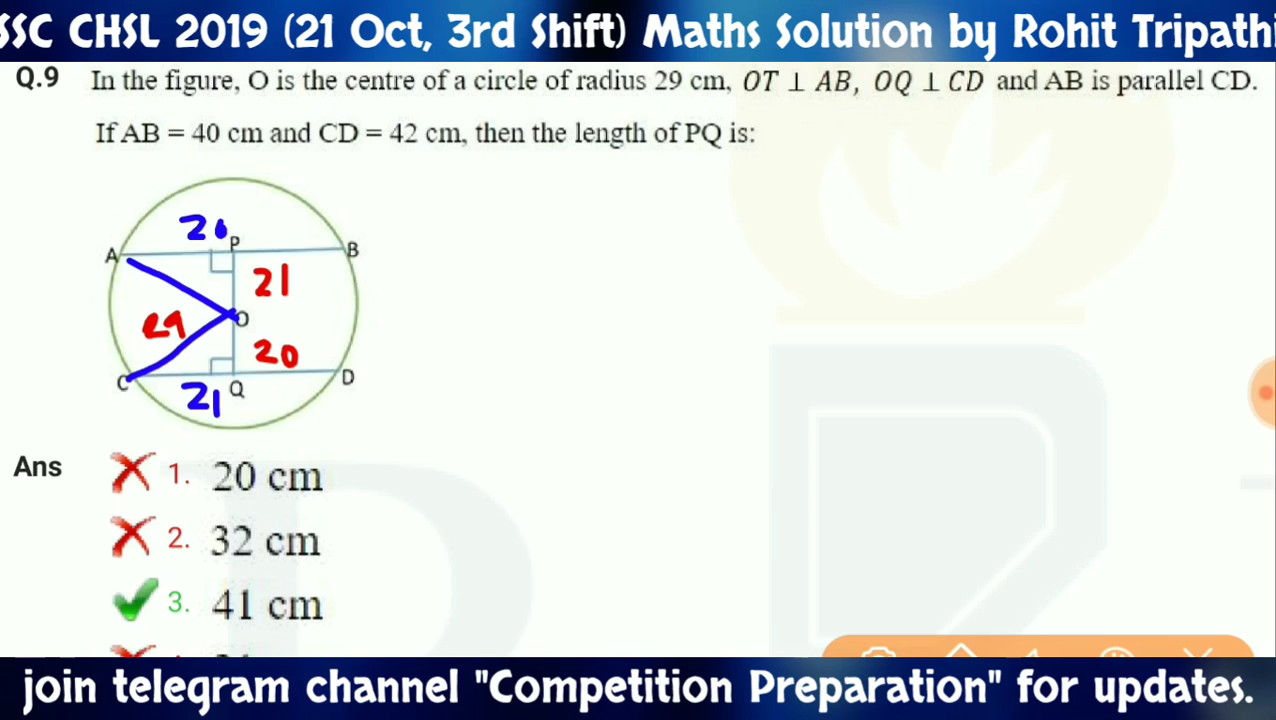 SSC CHSL 2019 (21 Oct, 3rd Shift) Maths Solution by Rohit Tripathi
Q.9 In the figure, O is the centre of a circle of radius 29 cm, OT ⊥ AB, OQ ⊥ CD and AB is parallel CD.
If AB = 40 cm and CD = 42 cm, then the length of PQ is:
20
P
A
B
21
29
O
20
C
21
Q
D
Ans
1. 20 cm
2. 32 cm
3. 41 cm
join telegram channel "Competition Preparation" for updates.